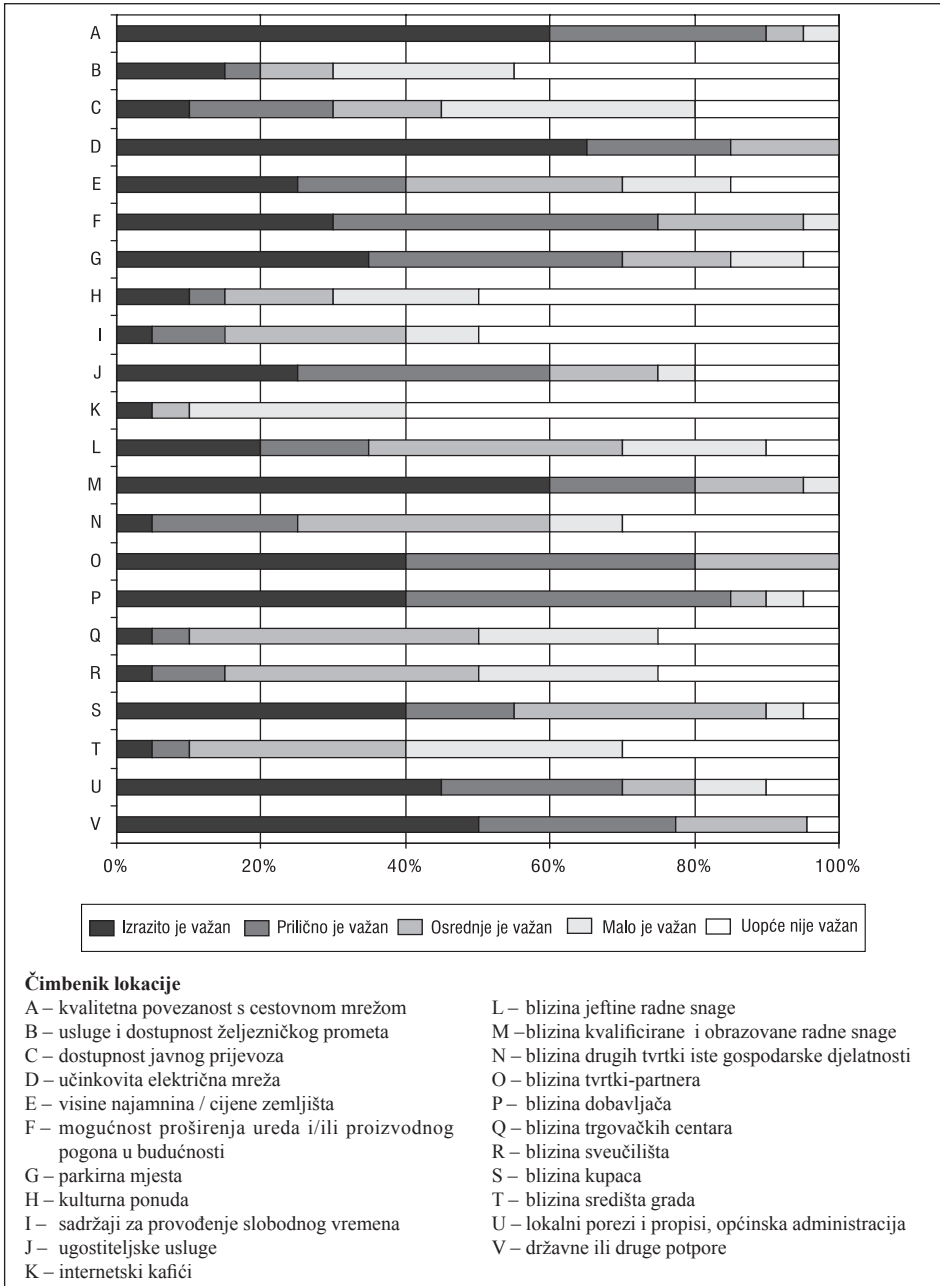 A
B
C
D
E
F
G
H
I
J
K
L
M
N
O
P
Q
R
S
T
U
V
0% 20% 40% 60% 80% 100%
Izrazito je važan Prilično je važan Osrednje je važan Malo je važan Uopće nije važan
Čimbenik lokacije
A – kvalitetna povezanost s cestovnom mrežom
B – usluge i dostupnost željezničkog prometa
C – dostupnost javnog prijevoza
D – učinkovita električna mreža
E – visine najamnina / cijene zemljišta
F – mogućnost proširenja ureda i/ili proizvodnog
pogona u budućnosti
G – parkirna mjesta
H – kulturna ponuda
I – sadržaji za provođenje slobodnog vremena
J – ugostiteljske usluge
K – internetski kafići
L – blizina jeftine radne snage
M –blizina kvalificirane i obrazovane radne snage
N – blizina drugih tvrtki iste gospodarske djelatnosti
O – blizina tvrtki-partnera
P – blizina dobavljača
Q – blizina trgovačkih centara
R – blizina sveučilišta
S – blizina kupaca
T – blizina središta grada
U – lokalni porezi i propisi, općinska administracija
V – državne ili druge potpore